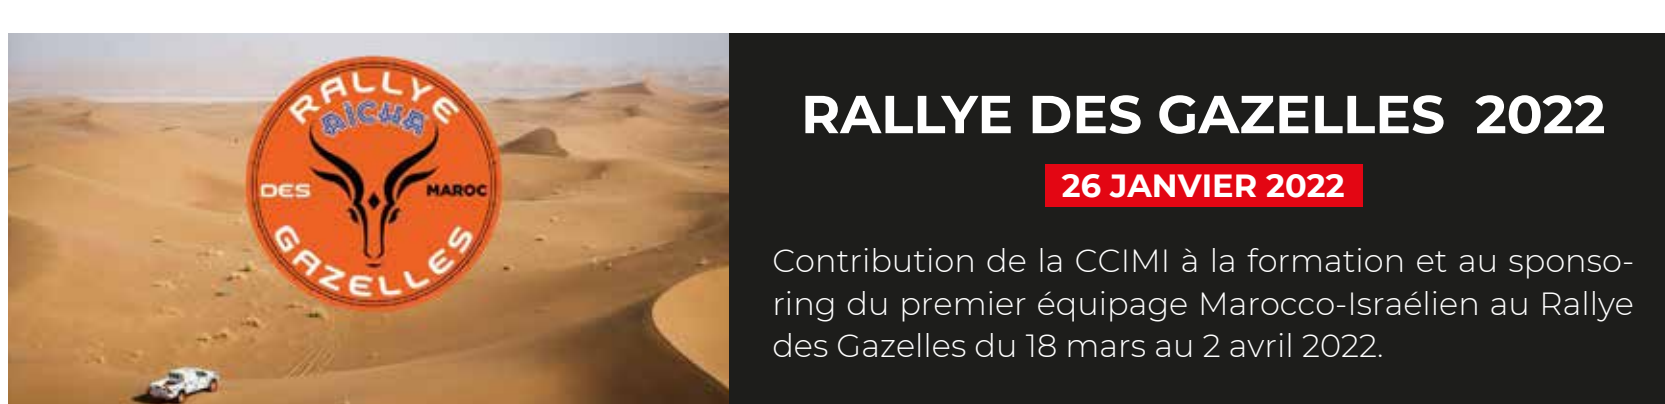 RALLYE
AICHA
DES
MAROC
GAZELLES
RALLYE DES GAZELLES 2022
26 JANVIER 2022
Contribution de la CCIMI à la formation et au sponso-
ring du premier équipage Marocco-Israélien au Rallye
des Gazelles du 18 mars au 2 avril 2022.